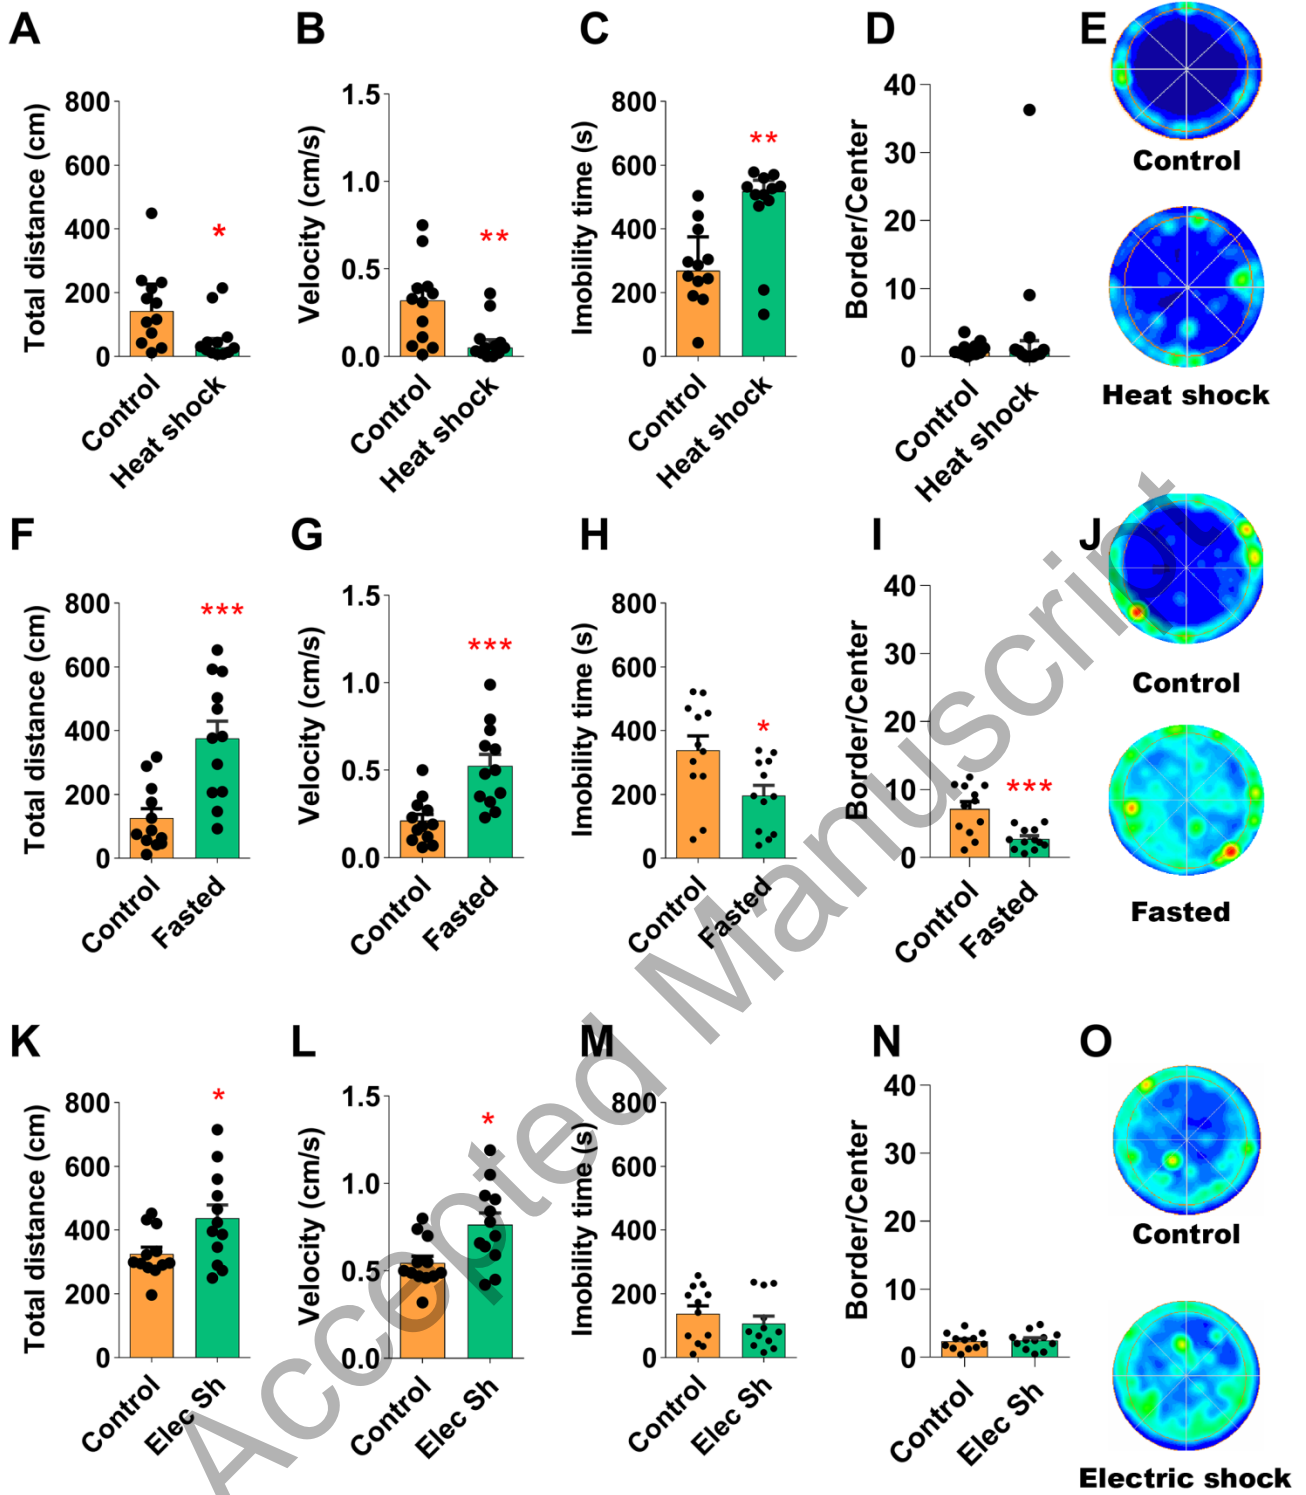 A
B
C
D
E
Total distance (cm)
800
600
400
200
0
*
Control
Heat shock
Velocity (cm/s)
1.5
1.0
0.5
0.0
**
Control
Heat shock
Imobility time (s)
800
600
400
200
0
**
Control
Heat shock
Border/Center
40
30
20
10
0
Control
Heat shock
Control
Heat shock
F
G
H
I
J
Total distance (cm)
800
600
400
200
0
***
Control
Fasted
Velocity (cm/s)
1.5
1.0
0.5
0.0
***
Control
Fasted
Imobility time (s)
800
600
400
200
0
*
Control
Fasted
Border/Center
40
30
20
10
0
***
Control
Fasted
Control
Fasted
K
L
M
N
O
Total distance (cm)
800
600
400
200
0
*
Control
Elec Sh
Velocity (cm/s)
1.5
1.0
0.5
0.0
*
Control
Elec Sh
Imobility time (s)
800
600
400
200
0
Control
Elec Sh
Border/Center
40
30
20
10
0
Control
Elec Sh
Control
Electric shock
Accepted Manuscript